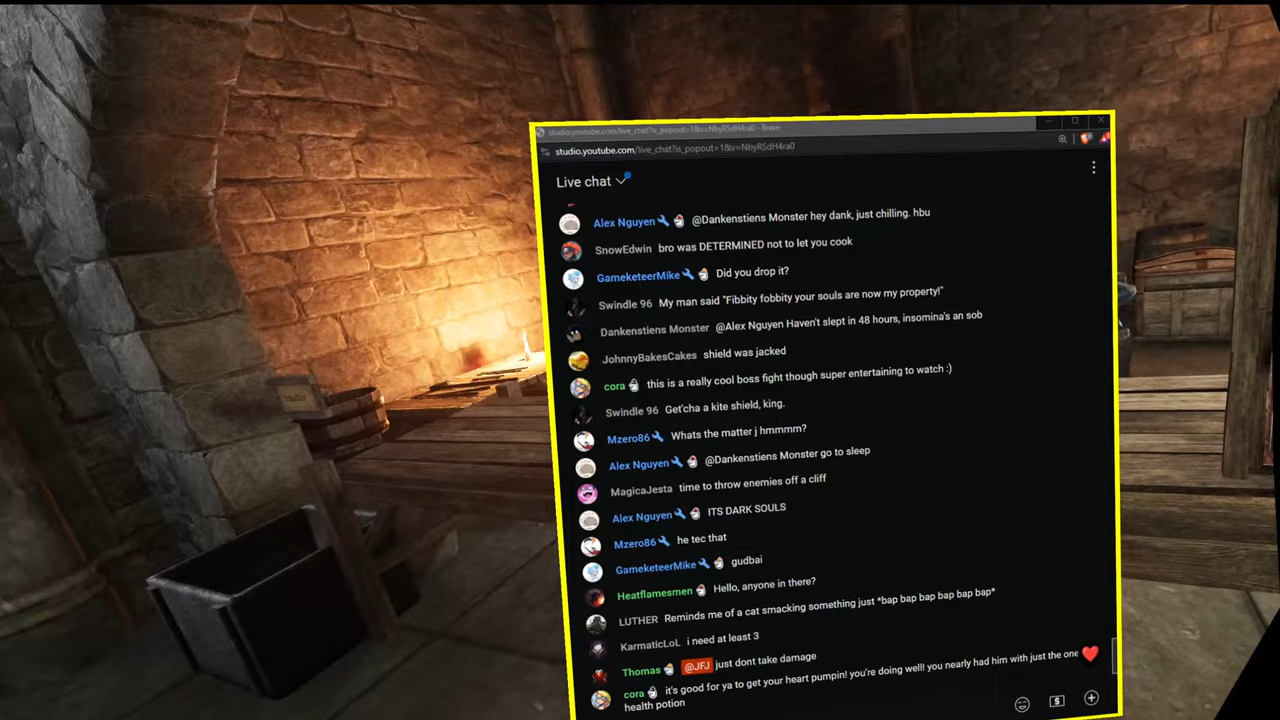 studio.youtube.com/live_chat?is_popout=1&v=NbyRSdH4ra0 - Brave
studio.youtube.com/live_chat?is_popout=1&v=NbyRSdH4ra0
Live chat
Alex Nguyen @Dankenstiens Monster hey dank, just chilling. hbu
SnowEdwin bro was DETERMINED not to let you cook
GameketeerMike Did you drop it?
Swindle 96 My man said "Fibbity fobbity your souls are now my property!"
Dankenstiens Monster @Alex Nguyen Haven't slept in 48 hours, insomina's an sob
JohnnyBakesCakes shield was jacked
cora this is a really cool boss fight though super entertaining to watch :)
Swindle 96 Get'cha a kite shield, king.
Mzero86 Whats the matter j hmmmm?
Alex Nguyen @Dankenstiens Monster go to sleep
MagicaJesta time to throw enemies off a cliff
Alex Nguyen ITS DARK SOULS
Mzero86 he tec that
GameketeerMike gudbai
Heatflamesmen Hello, anyone in there?
LUTHER Reminds me of a cat smacking something just *bap bap bap bap bap bap*
KarmaticLoL i need at least 3
Thomas @JFJ just dont take damage
cora it's good for ya to get your heart pumpin! you're doing well! you nearly had him with just the one
health potion